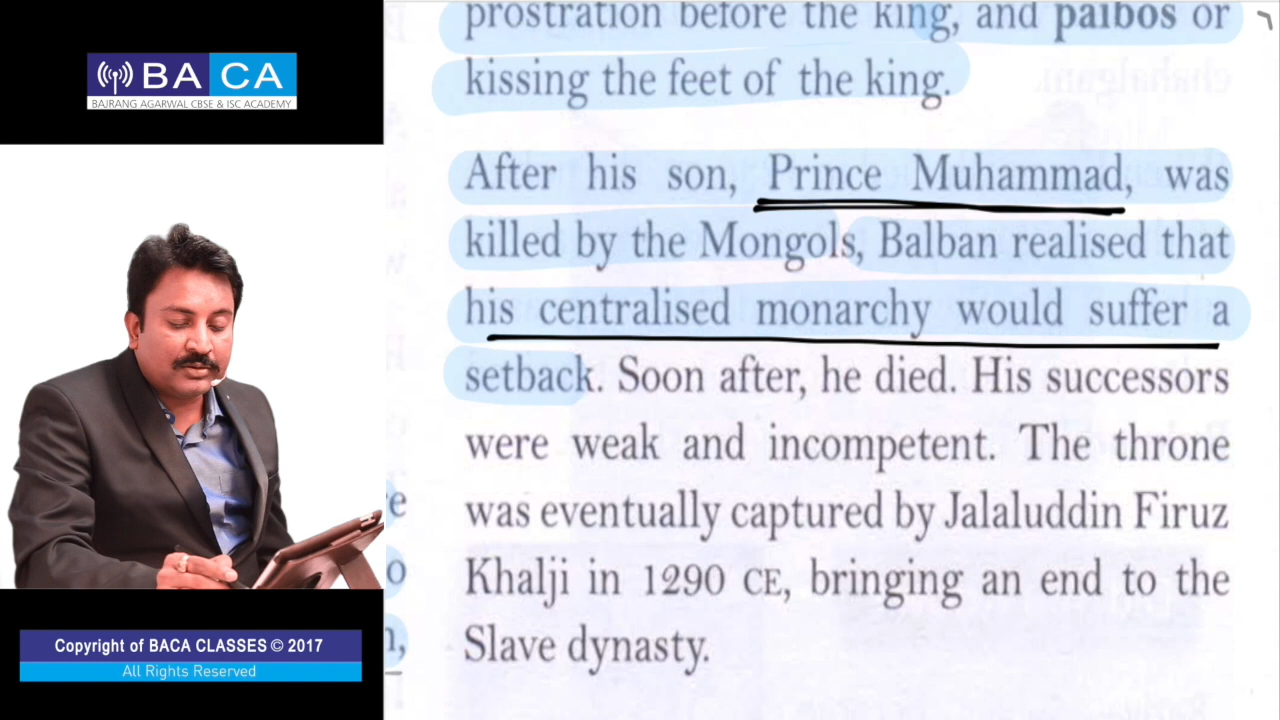 BA CA
BAJRANG AGARWAL CBSE & ISC ACADEMY
prostration before the king, and paibos or
kissing the feet of the king.
After his son, Prince Muhammad, was
killed by the Mongols, Balban realised that
his centralised monarchy would suffer a
setback. Soon after, he died. His successors
were weak and incompetent. The throne
was eventually captured by Jalaluddin Firuz
Khalji in 1290 CE, bringing an end to the
Slave dynasty.
Copyright of BACA CLASSES © 2017
All Rights Reserved